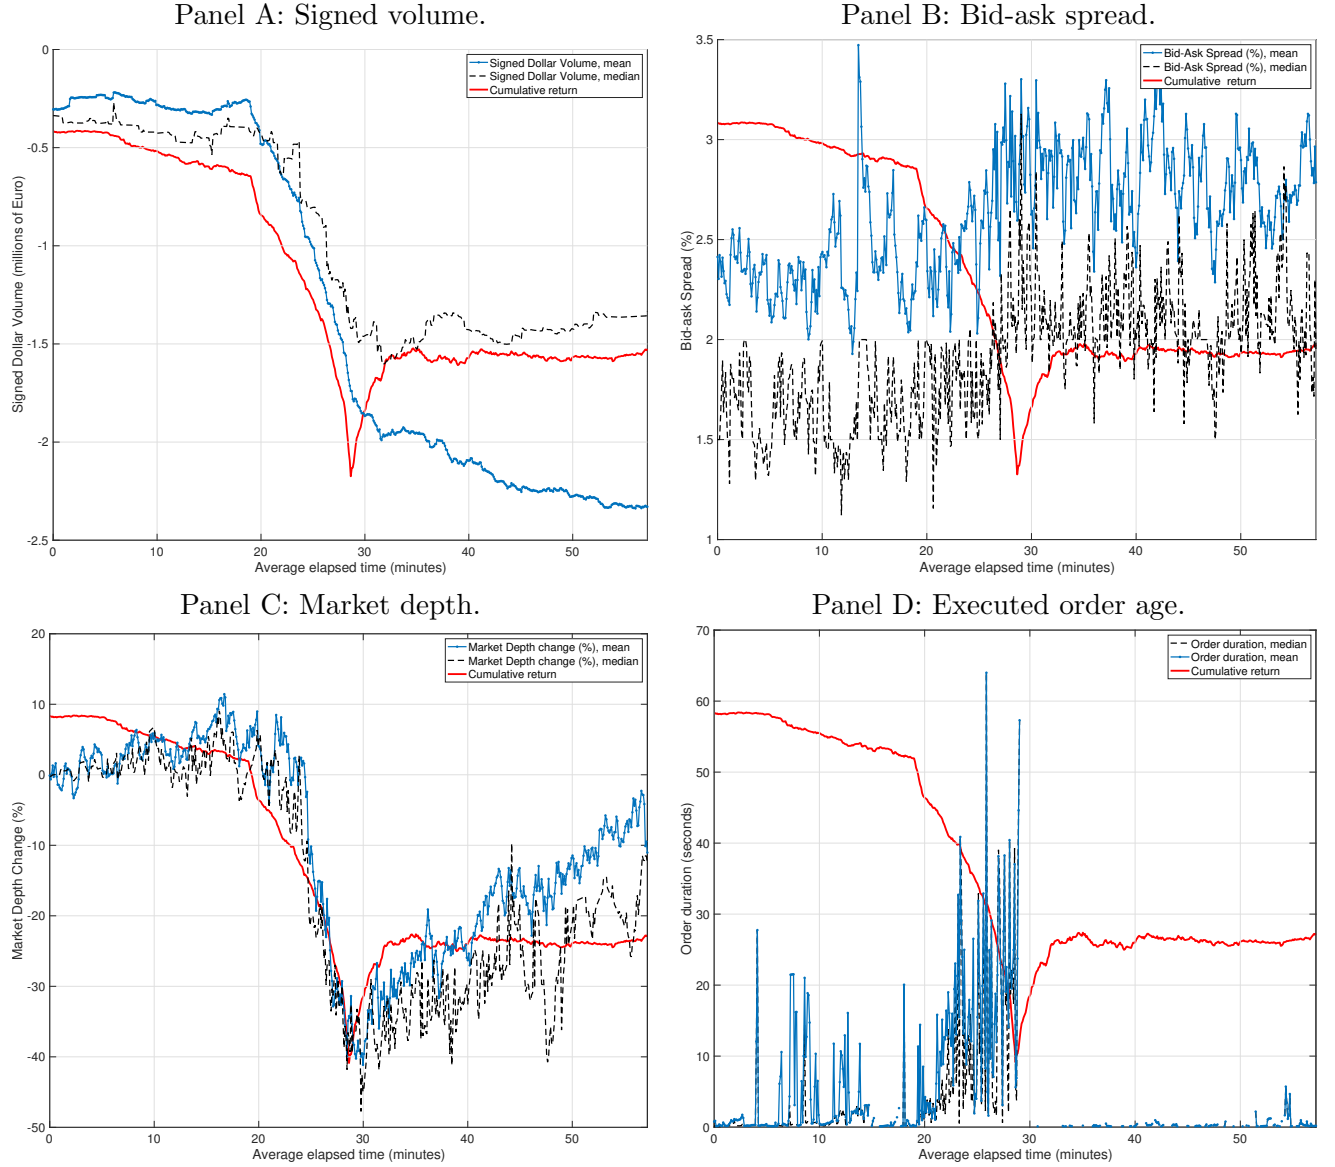 Panel A: Signed volume.
0
-0.5
-1
-1.5
-2
-2.5
Signed Dollar Volume (millions of Euro)
Signed Dollar Volume, mean
Signed Dollar Volume, median
Cumulative return
0 10 20 30 40 50
Average elapsed time (minutes)
Panel B: Bid-ask spread.
3.5
3
2.5
2
1.5
1
Bid-ask Spread (%)
Bid-Ask Spread (%), mean
Bid-Ask Spread (%), median
Cumulative return
0 10 20 30 40 50
Average elapsed time (minutes)
Panel C: Market depth.
20
10
0
-10
-20
-30
-40
-50
Market Depth Change (%)
Market Depth change (%), mean
Market Depth change (%), median
Cumulative return
0 10 20 30 40 50
Average elapsed time (minutes)
Panel D: Executed order age.
70
60
50
40
30
20
10
0
Order duration (seconds)
Order duration, median
Order duration, mean
Cumulative return
0 10 20 30 40 50
Average elapsed time (minutes)